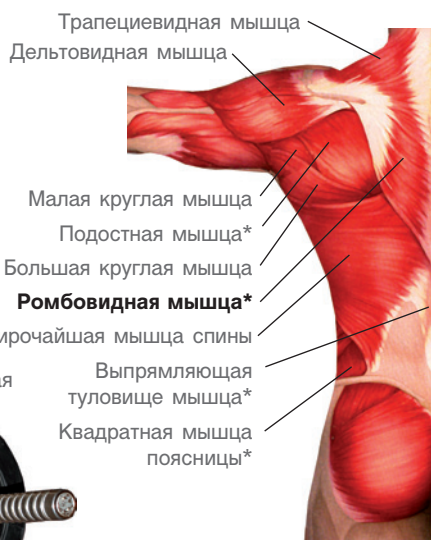 Трапециевидная мышца
Дельтовидная мышца
Малая круглая мышца
Подостная мышца*
Большая круглая мышца
Ромбовидная мышца*
ирочайшая мышца спины
ая
Выпрямляющая
туловище мышца*
Квадратная мышца
поясницы*